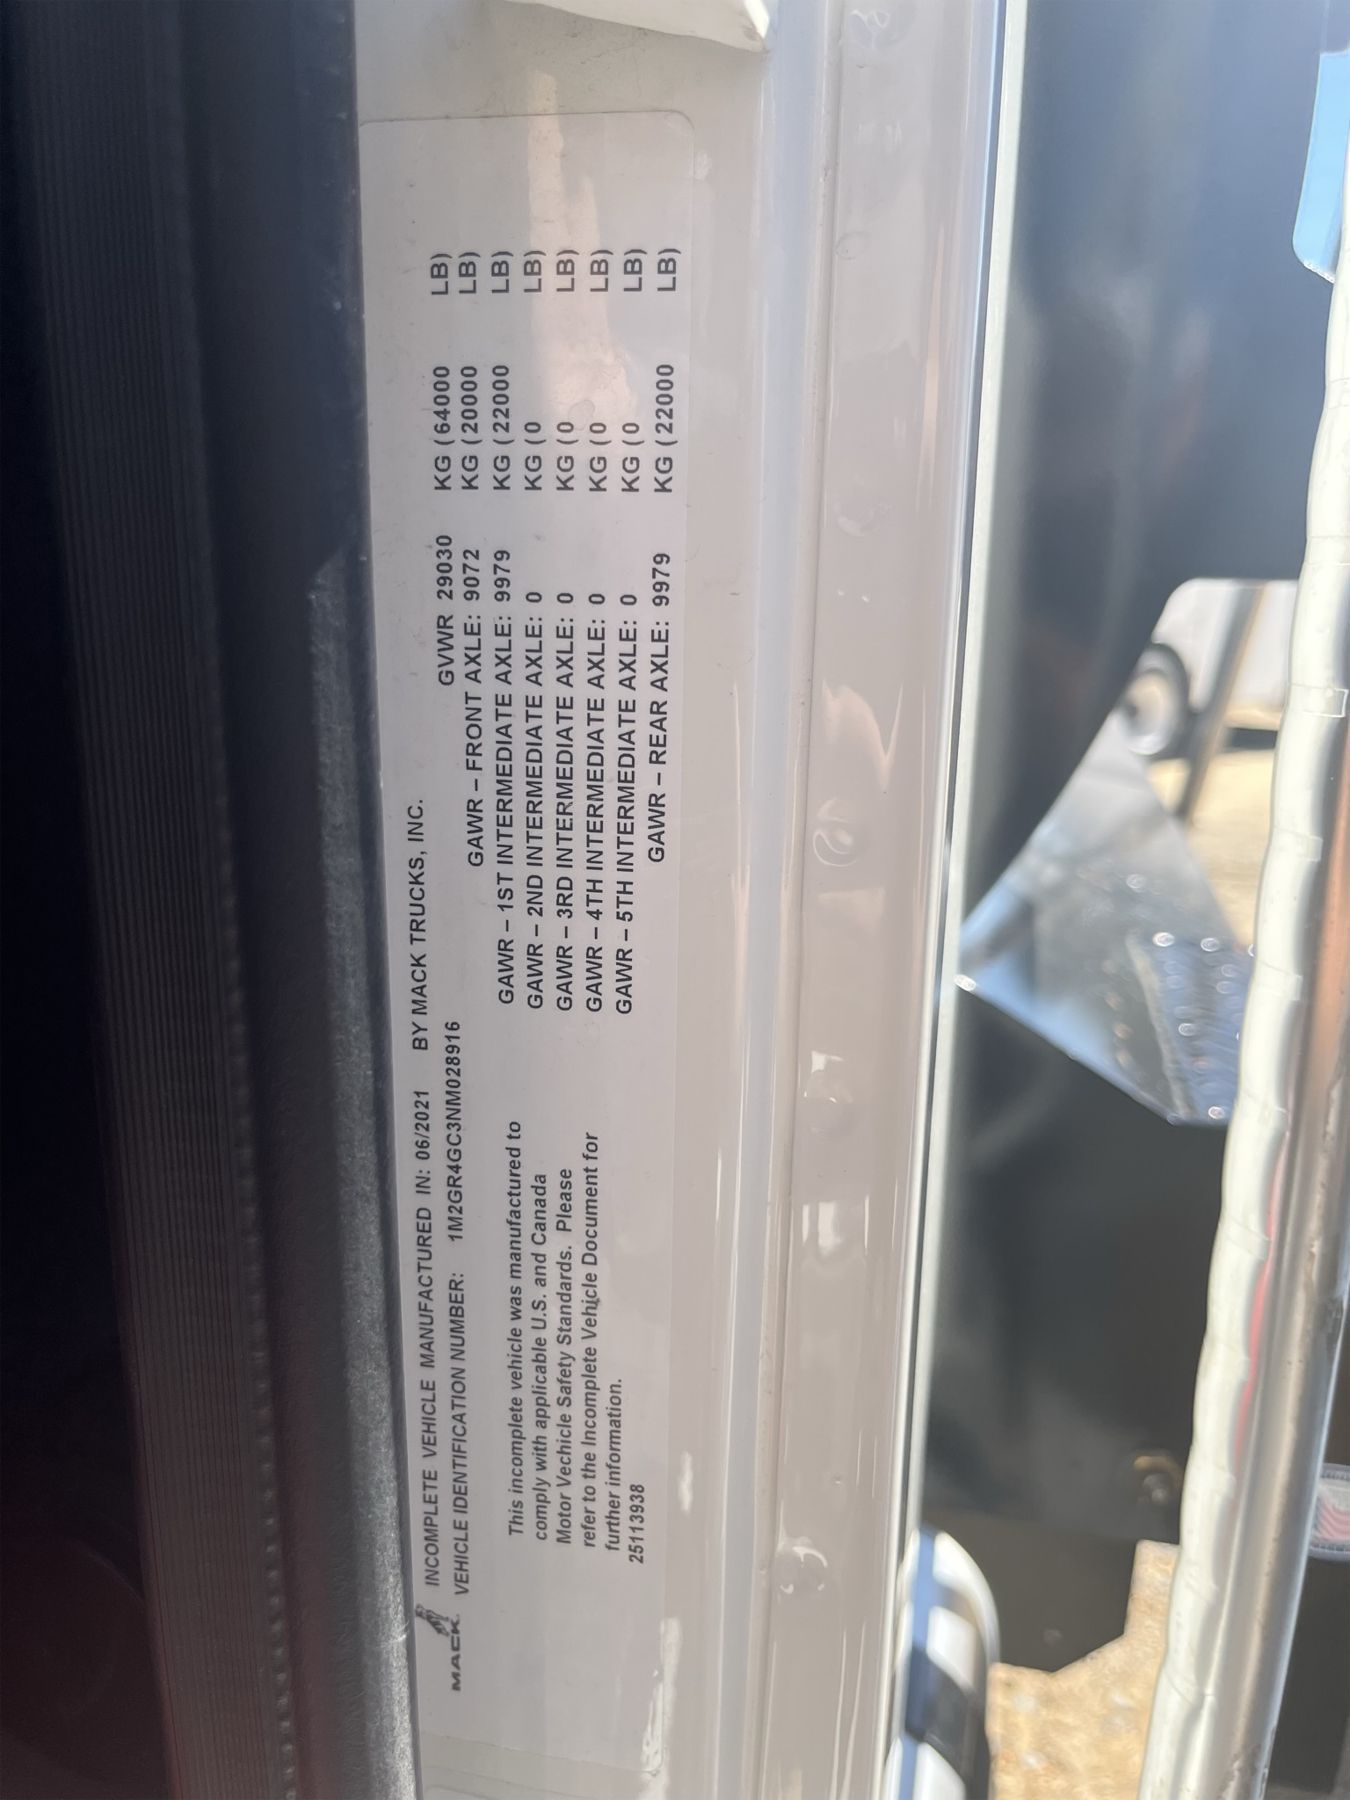 INCOMPLETE VEHICLE MANUFACTURED IN: 06/2021 BY MACK TRUCKS, INC.
MACK. VEHICLE IDENTIFICATION NUMBER: 1M2GR4GC3NM028916
GVWR 29030 KG (64000 LB)
GAWR – FRONT AXLE: 9072 KG (20000 LB)
GAWR – 1ST INTERMEDIATE AXLE: 9979 KG (22000 LB)
GAWR – 2ND INTERMEDIATE AXLE: 0 KG (0 LB)
GAWR – 3RD INTERMEDIATE AXLE: 0 KG (0 LB)
GAWR – 4TH INTERMEDIATE AXLE: 0 KG (0 LB)
GAWR – 5TH INTERMEDIATE AXLE: 0 KG (0 LB)
GAWR – REAR AXLE: 9979 KG (22000 LB)
This incomplete vehicle was manufactured to
comply with applicable U.S. and Canada
Motor Vechicle Safety Standards. Please
refer to the Incomplete Vehicle Document for
further information.
25113938